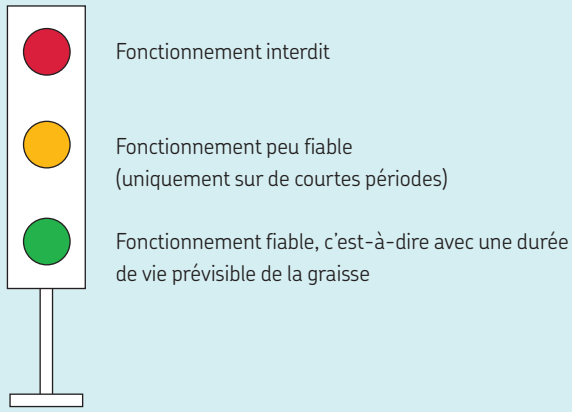 Fonctionnement interdit
Fonctionnement peu fiable
(uniquement sur de courtes périodes)
Fonctionnement fiable, c’est-à-dire avec une durée
de vie prévisible de la graisse